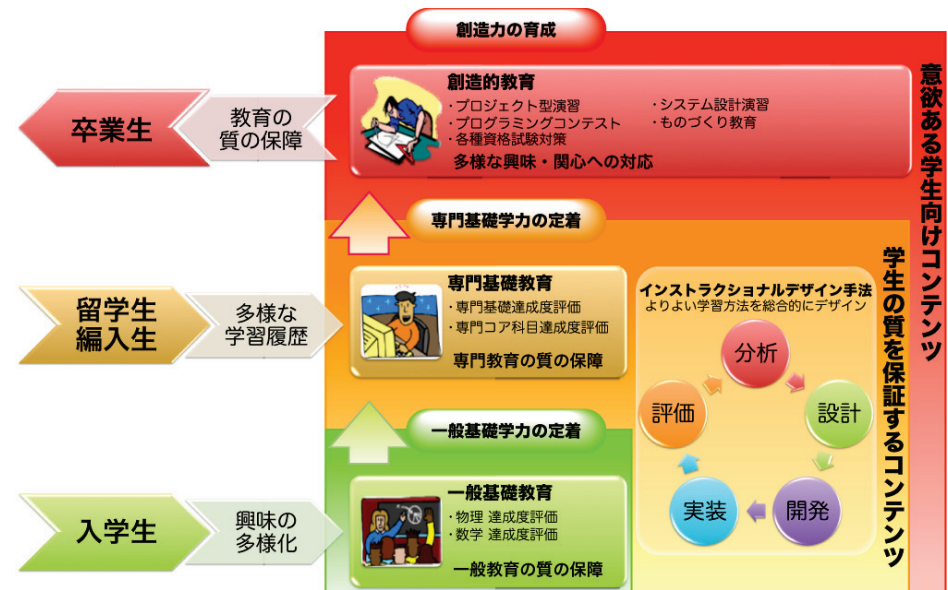 創造力の育成
創造的教育
・プロジェクト型演習
・プログラミングコンテスト
・各種資格試験対策
・システム設計演習
・ものづくり教育
多様な興味・関心への対応
卒業生
教育の
質の保障
専門基礎学力の定着
専門基礎教育
・専門基礎達成度評価
・専門コア科目達成度評価
専門教育の質の保障
留学生
編入生
多様な
学習履歴
インストラクショナルデザイン手法
よりよい学習方法を総合的にデザイン
分析
設計
開発
実装
評価
一般基礎学力の定着
一般基礎教育
・物理 達成度評価
・数学 達成度評価
一般教育の質の保障
入学生
興味の
多様化
学生の質を保証するコンテンツ
意欲ある学生向けコンテンツ